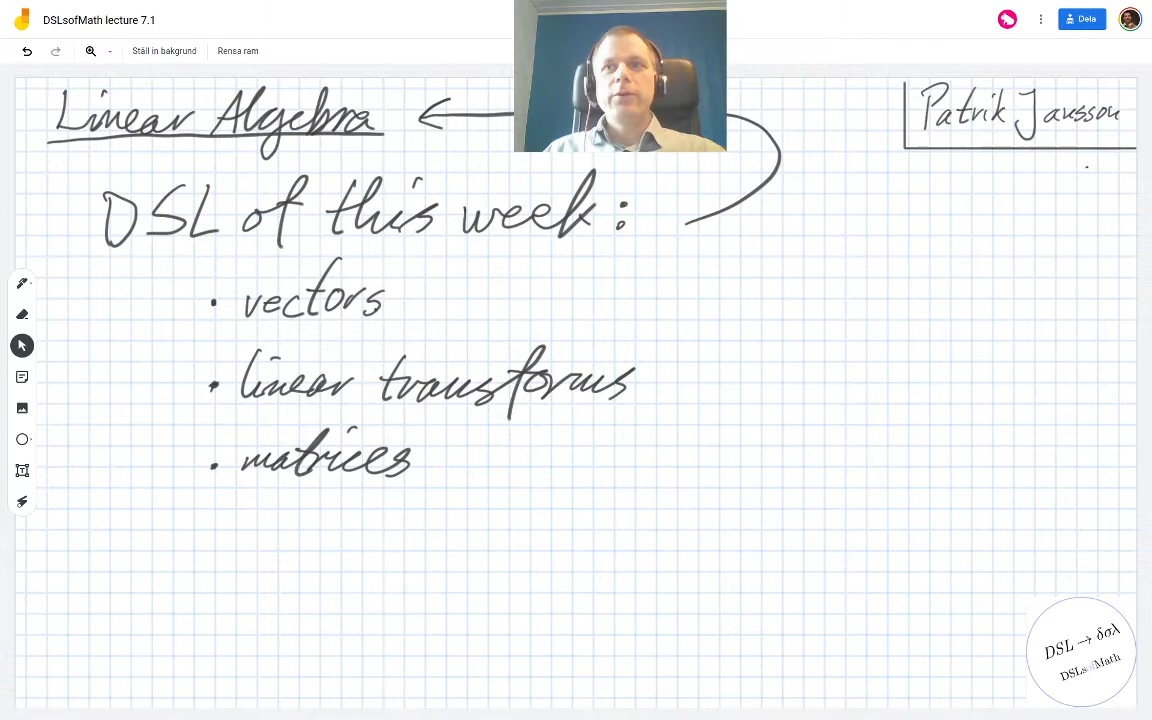 DSLsofMath lecture 7.1
Dela
Ställ in bakgrund Rensa ram
Linear Algebra
Patrik Jansson
DSL of this week:
• vectors
• linear transforms
• matrices
DSL → δσλ
DSLsofMath